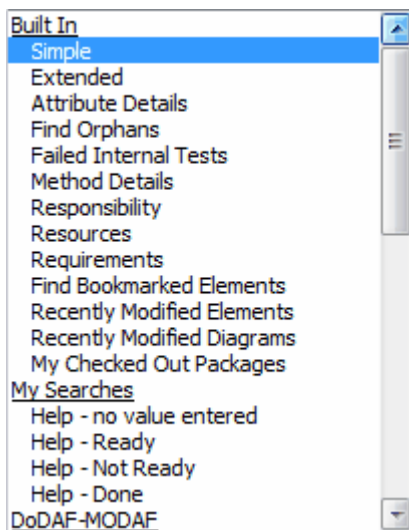 Built In
Simple
Extended
Attribute Details
Find Orphans
Failed Internal Tests
Method Details
Responsibility
Resources
Requirements
Find Bookmarked Elements
Recently Modified Elements
Recently Modified Diagrams
My Checked Out Packages
My Searches
Help - no value entered
Help - Ready
Help - Not Ready
Help - Done
DoDAF-MODAF